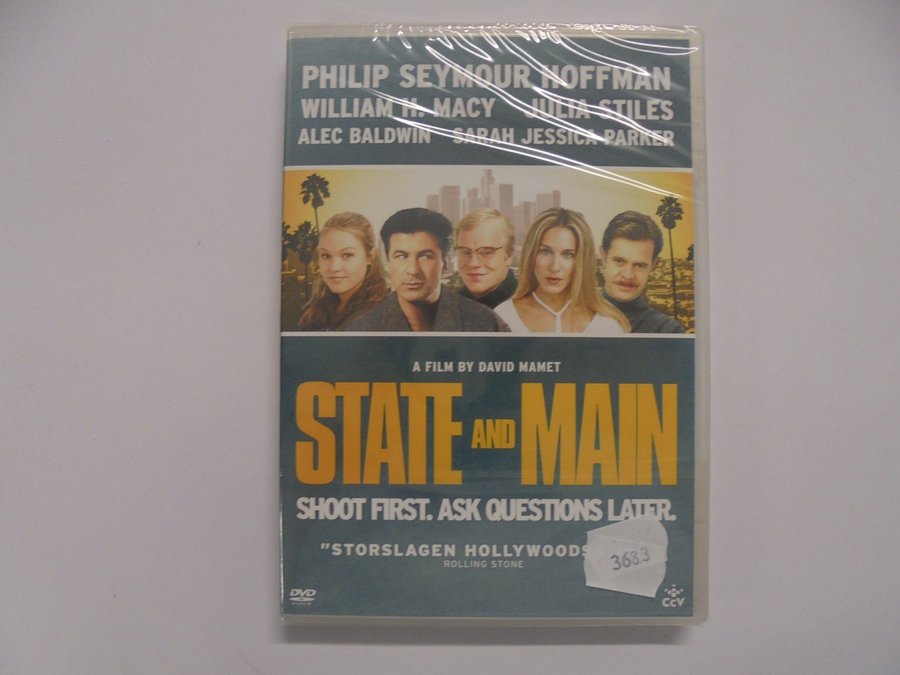 PHILIP SEYMOUR HOFFMAN
WILLIAM H. MACY JULIA STILES
ALEC BALDWIN SARAH JESSICA PARKER
A FILM BY DAVID MAMET
STATE AND MAIN
SHOOT FIRST. ASK QUESTIONS LATER.
"STORSLAGEN HOLLYWOODS
ROLLING STONE
3683
DVD
VIDEO
CCV